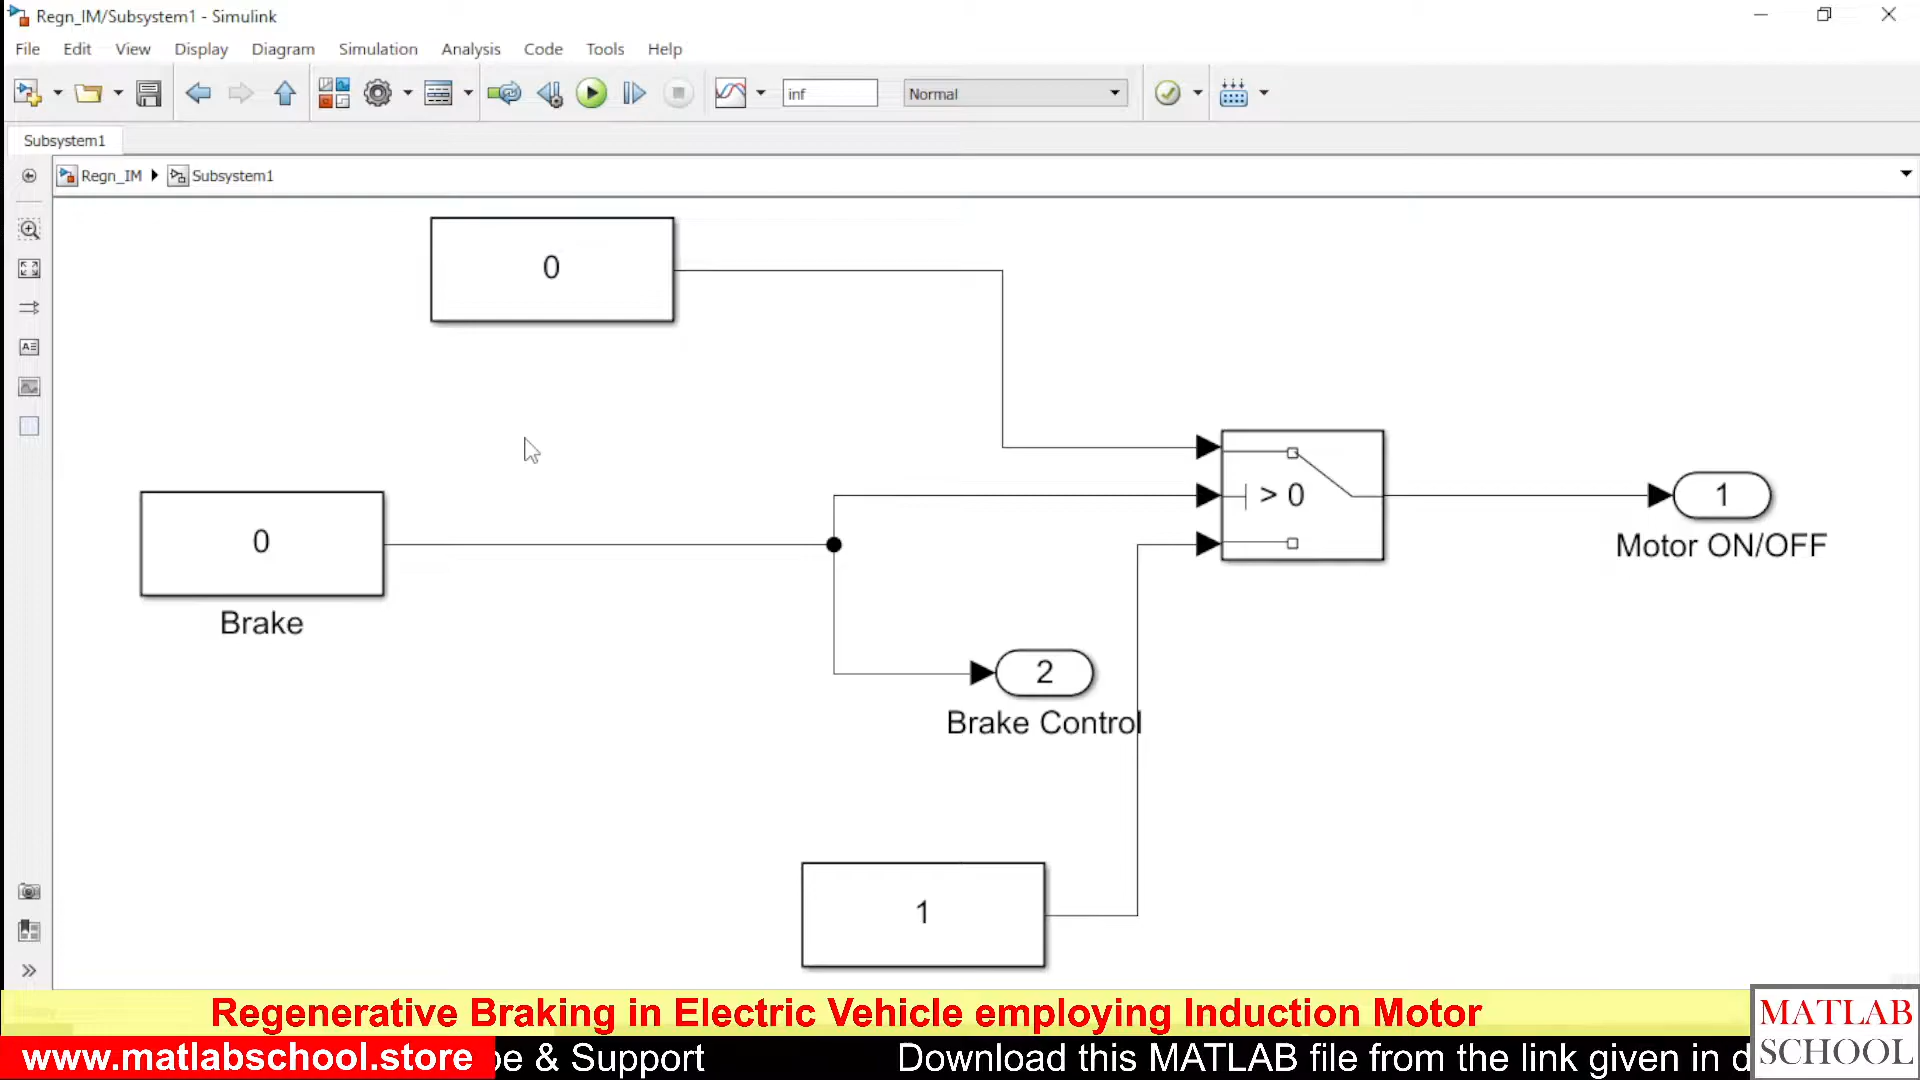 Regn_IM/Subsystem1 - Simulink
File Edit View Display Diagram Simulation Analysis Code Tools Help
inf Normal
Subsystem1
Regn_IM Subsystem1
0
0
Brake
> 0
1
Motor ON/OFF
2
Brake Control
1
Regenerative Braking in Electric Vehicle employing Induction Motor
www.matlabschool.store
& Support Download this MATLAB file from the link given in
MATLAB
SCHOOL